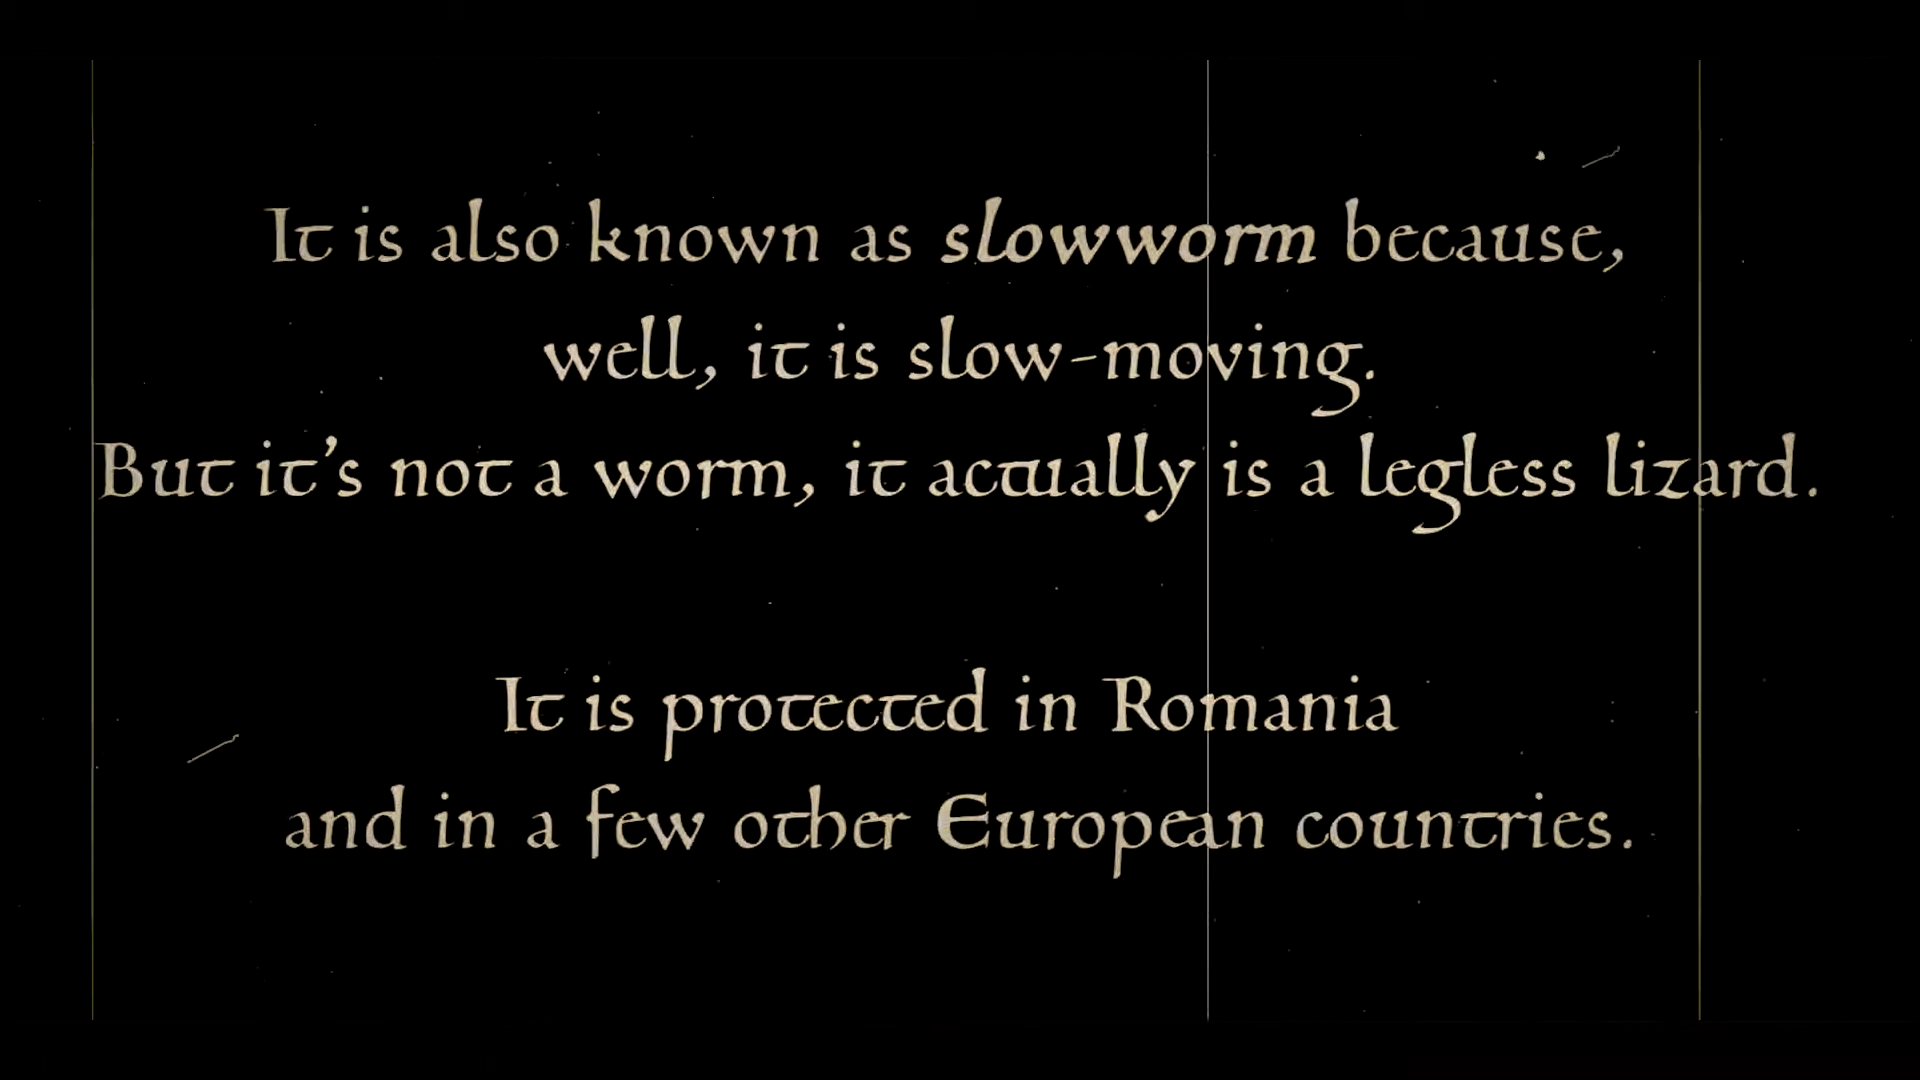 It is also known as slowworm because,
well, it is slow-moving.
But it's not a worm, it actually is a legless lizard.
It is protected in Romania
and in a few other European countries.